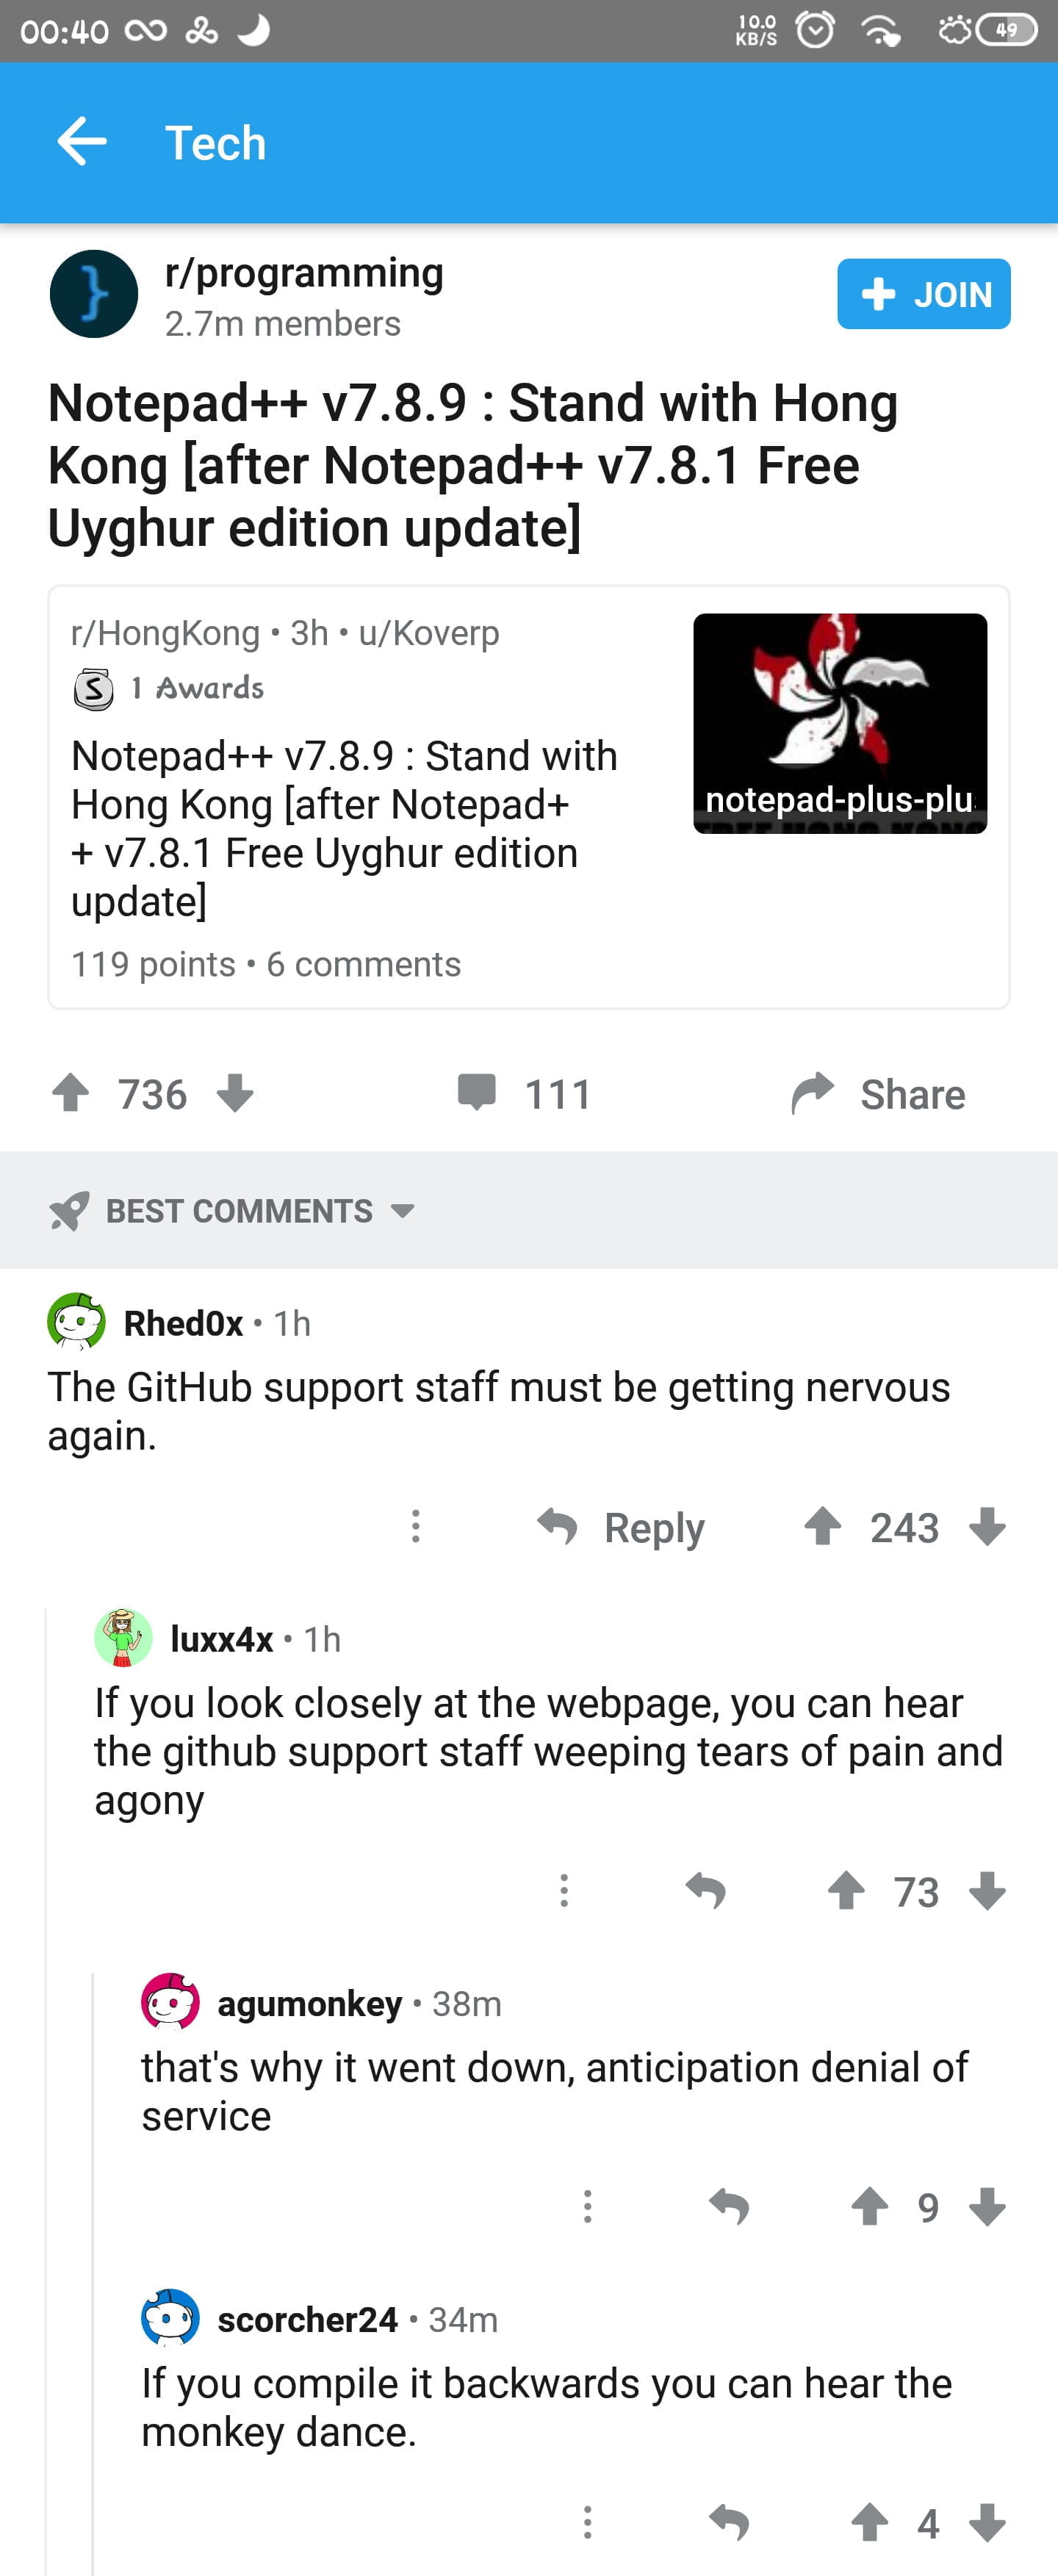 00:40
10.0
KB/S
49
Tech
r/programming
2.7m members
JOIN
Notepad++ v7.8.9 : Stand with Hong
Kong [after Notepad++ v7.8.1 Free
Uyghur edition update]
r/HongKong • 3h • u/Koverp
S 1 Awards
Notepad++ v7.8.9 : Stand with
Hong Kong [after Notepad+
+ v7.8.1 Free Uyghur edition
update]
notepad-plus-plu
FREE HONG KONG
119 points • 6 comments
736
111
Share
BEST COMMENTS
Rhed0x • 1h
The GitHub support staff must be getting nervous
again.
Reply
243
luxx4x • 1h
If you look closely at the webpage, you can hear
the github support staff weeping tears of pain and
agony
73
agumonkey • 38m
that's why it went down, anticipation denial of
service
9
scorcher24 • 34m
If you compile it backwards you can hear the
monkey dance.
4